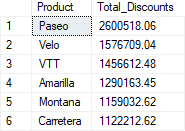 Product Total_Discounts
1 Paseo 2600518.06
2 Velo 1576709.04
3 VTT 1456612.48
4 Amarilla 1290163.45
5 Montana 1159032.62
6 Carretera 1122212.62